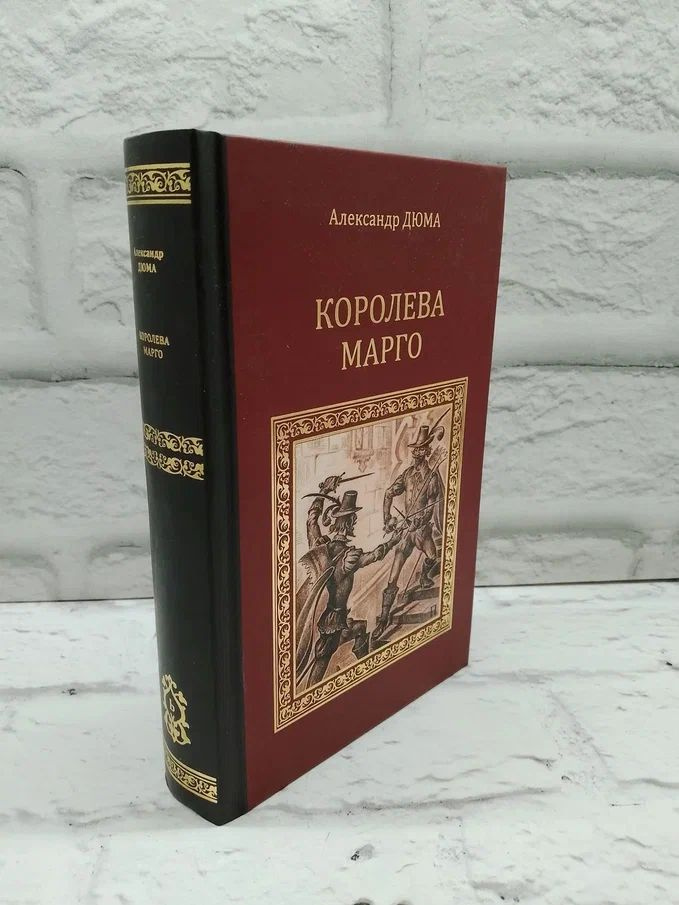 Александр
ДЮМА
КОРОЛЕВА
МАРГО
Александр ДЮМА
КОРОЛЕВА
МАРГО
b